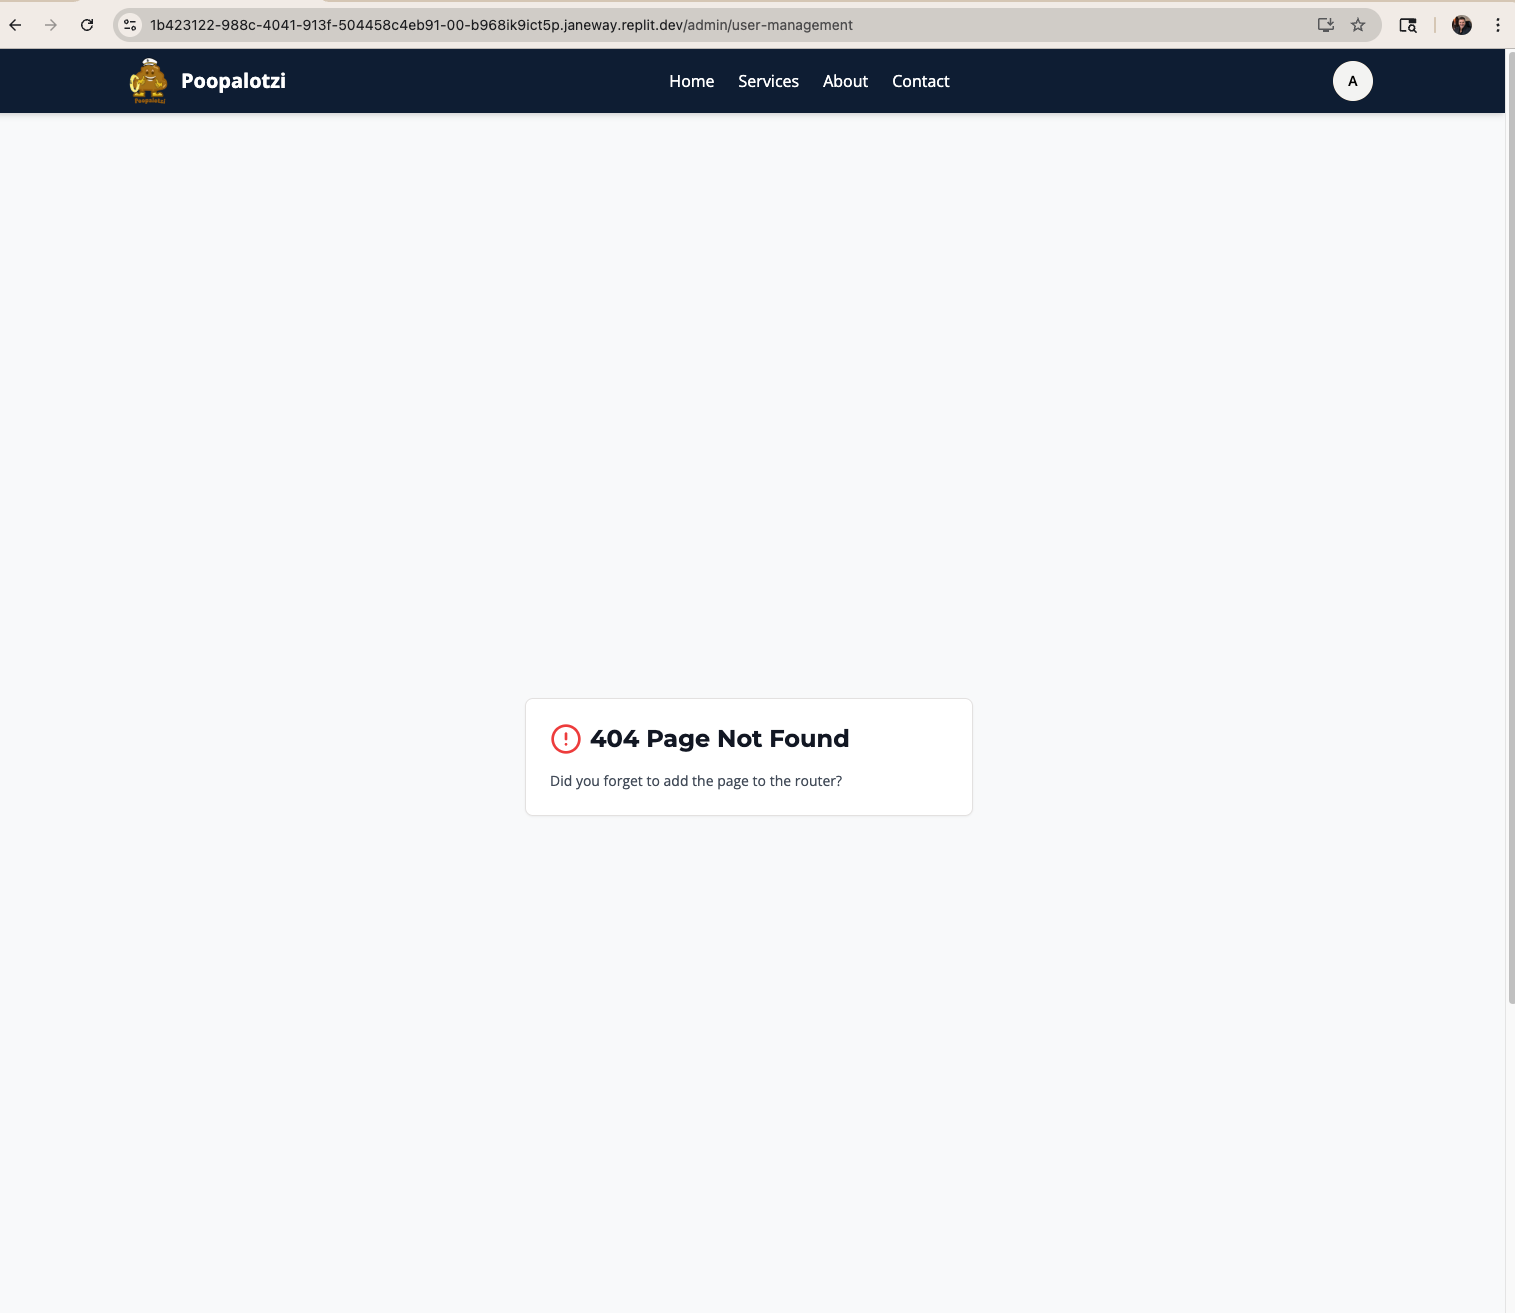 1b423122-988c-4041-913f-504458c4eb91-00-b968ik9ict5p.janeway.replit.dev/admin/user-management
Poopalotzi
Poopalotzi
Home
Services
About
Contact
A
404 Page Not Found
Did you forget to add the page to the router?